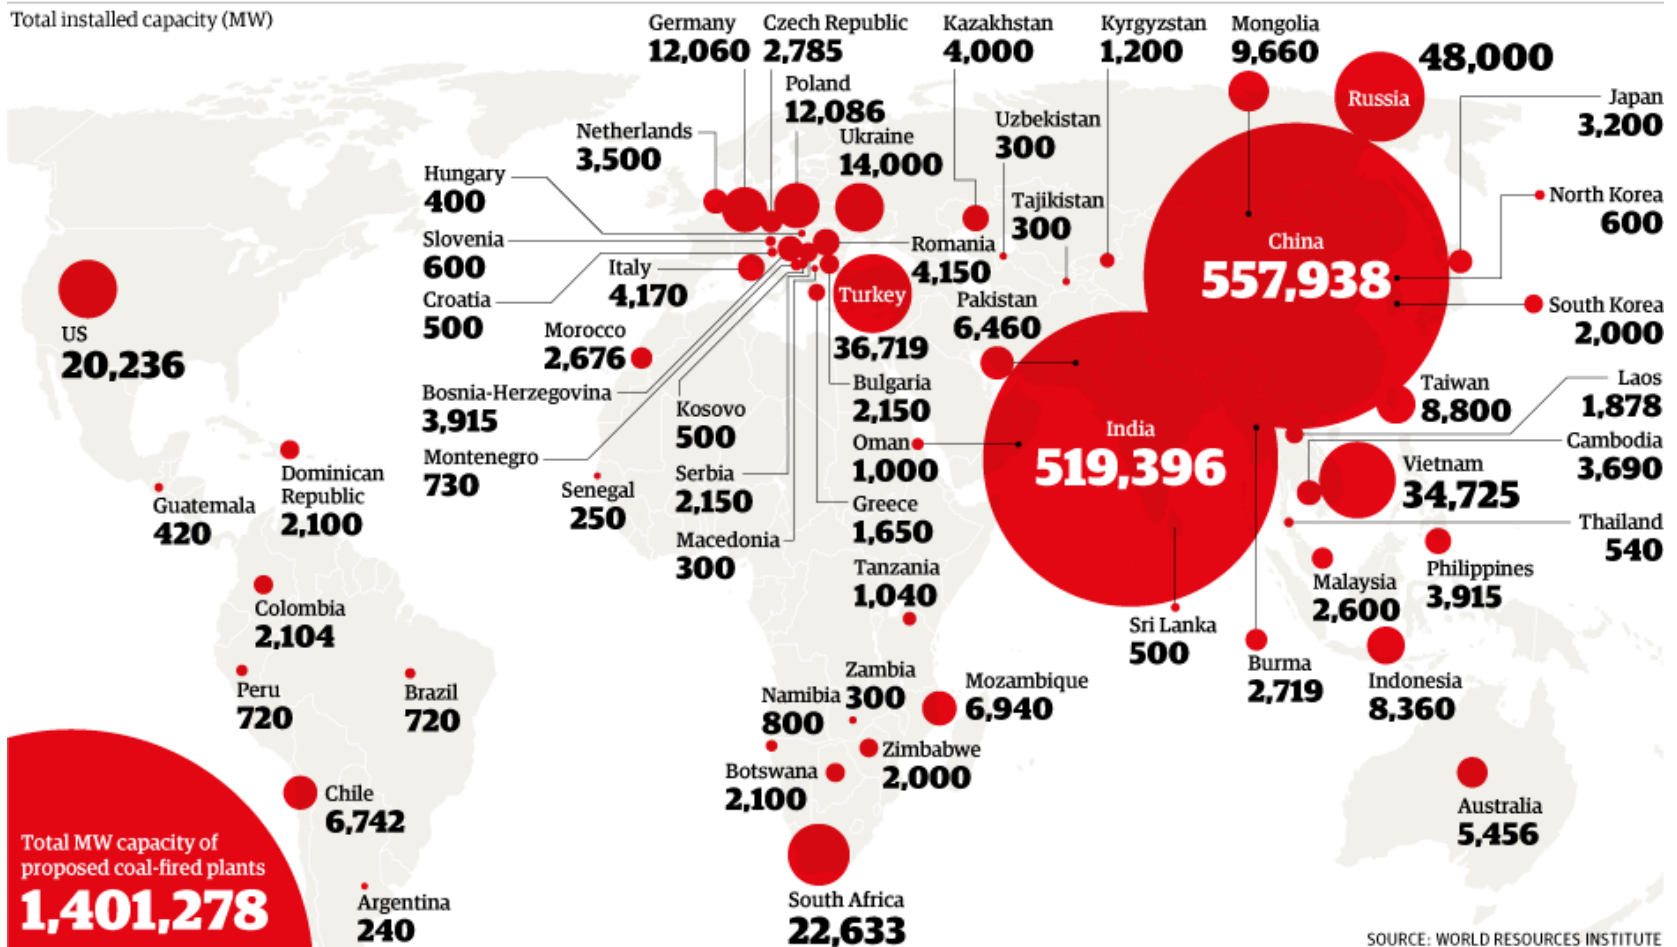 Total installed capacity (MW)
Germany
12,060
Czech Republic
2,785
Kazakhstan
4,000
Kyrgyzstan
1,200
Mongolia
9,660
48,000
Russia
Japan
3,200
Poland
12,086
Netherlands
3,500
Ukraine
14,000
Uzbekistan
300
Hungary
400
Tajikistan
300
North Korea
600
Slovenia
600
Italy
4,170
Romania
4,150
China
557,938
Croatia
500
Turkey
36,719
Pakistan
6,460
South Korea
2,000
US
20,236
Morocco
2,676
Bosnia-Herzegovina
3,915
Kosovo
500
Bulgaria
2,150
Taiwan
8,800
Laos
1,878
Montenegro
730
Serbia
2,150
Oman
1,000
India
519,396
Cambodia
3,690
Vietnam
34,725
Dominican
Republic
2,100
Guatemala
420
Senegal
250
Greece
1,650
Macedonia
300
Thailand
540
Tanzania
1,040
Malaysia
2,600
Philippines
3,915
Colombia
2,104
Sri Lanka
500
Burma
2,719
Indonesia
8,360
Peru
720
Brazil
720
Zambia
300
Namibia
800
Mozambique
6,940
Zimbabwe
2,000
Botswana
2,100
Chile
6,742
Australia
5,456
Total MW capacity of
proposed coal-fired plants
1,401,278
Argentina
240
South Africa
22,633
SOURCE: WORLD RESOURCES INSTITUTE